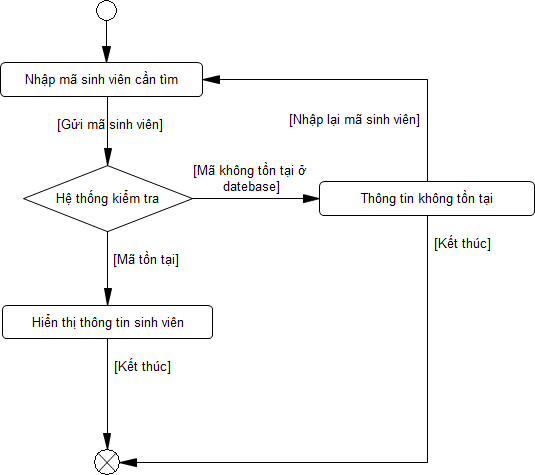 Nhập mã sinh viên cần tìm
[Gửi mã sinh viên]
[Nhập lại mã sinh viên]
[Mã không tồn tại ở
datebase]
Hệ thống kiểm tra
Thông tin không tồn tại
[Kết thúc]
[Mã tồn tại]
Hiển thị thông tin sinh viên
[Kết thúc]